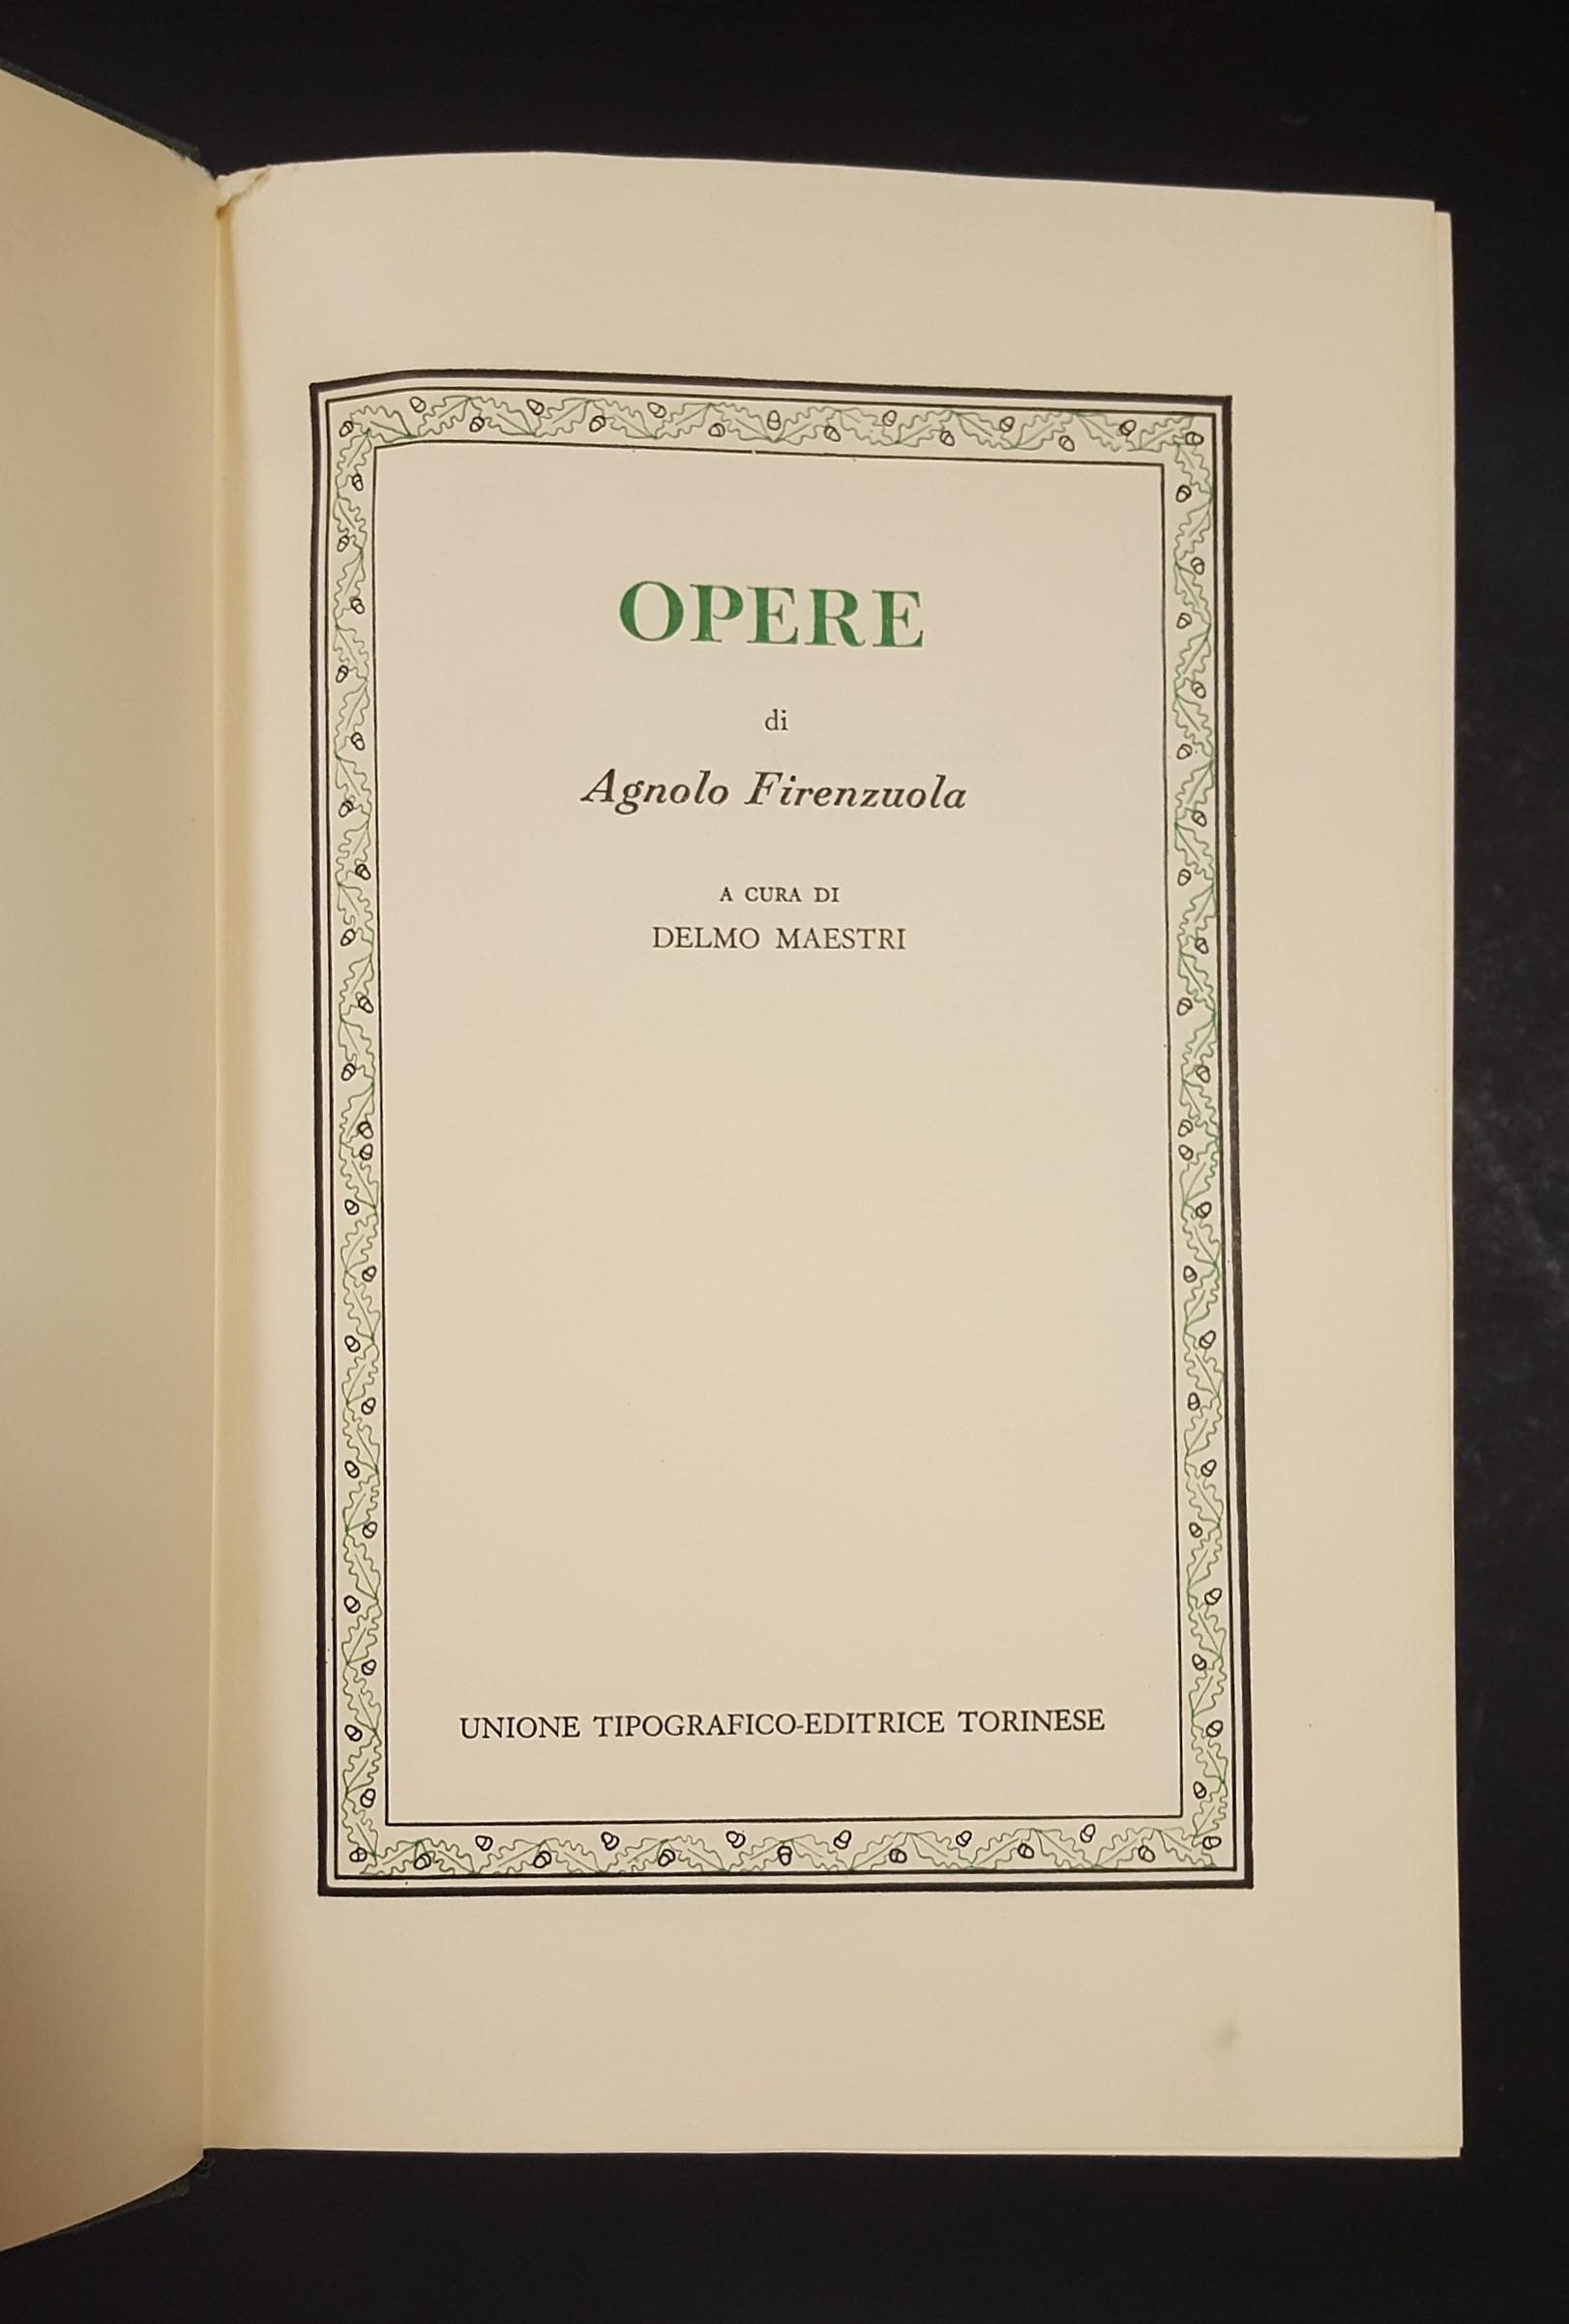 OPERE
di
Agnolo Firenzuola
A CURA DI
DELMO MAESTRI
UNIONE TIPOGRAFICO-EDITRICE TORINESE